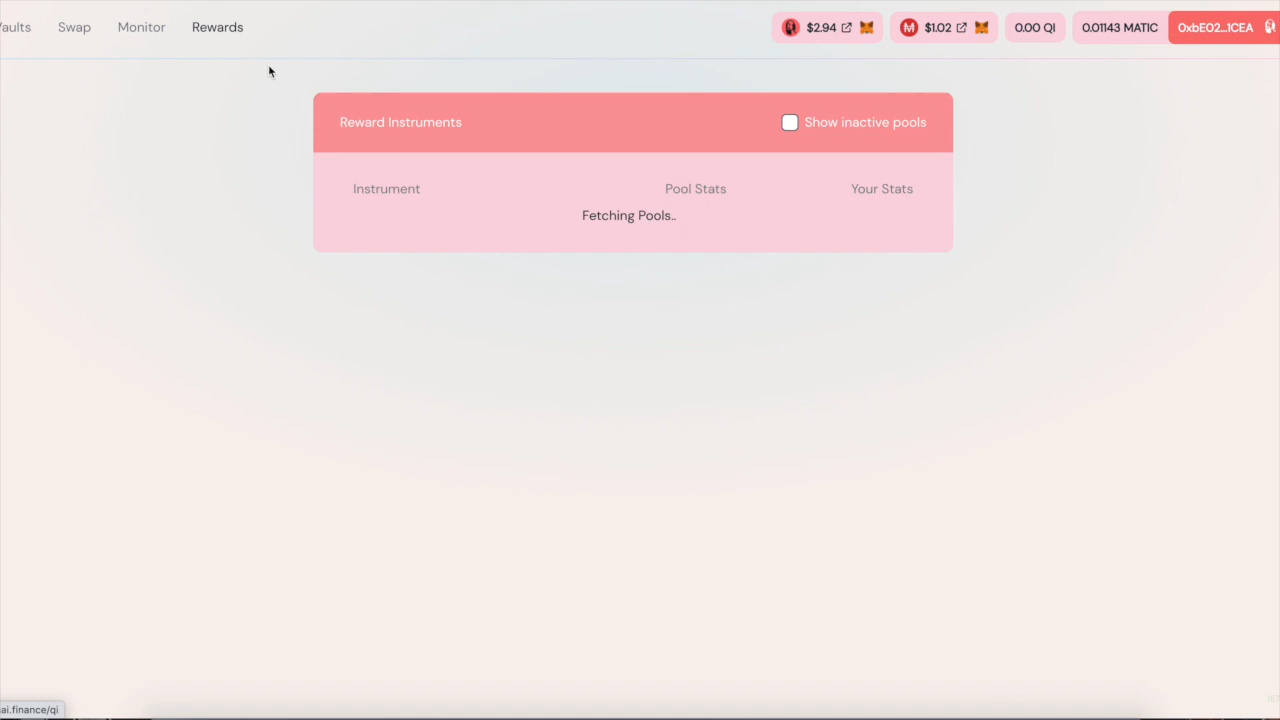 Vaults Swap Monitor Rewards $2.94 $1.02 0.00 QI 0.01143 MATIC 0xbE02...1CEA
Reward Instruments Show inactive pools
Instrument Pool Stats Your Stats
Fetching Pools..
ai.finance/qi